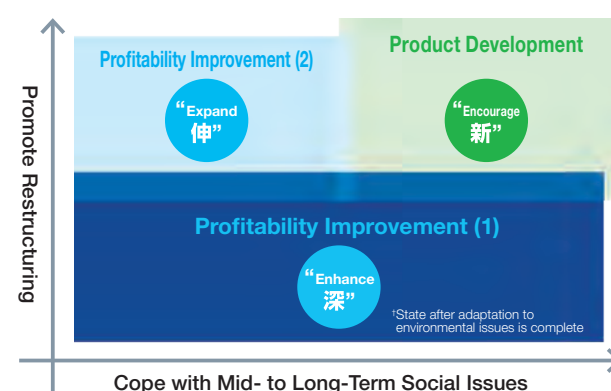 Product Development
Profitability Improvement (2)
“Expand
伸”
“Encourage
新”
Promote Restructuring
Profitability Improvement (1)
“Enhance
深”
†State after adaptation to
environmental issues is complete
Cope with Mid- to Long-Term Social Issues